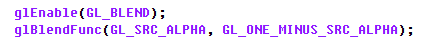 glEnable(GL_BLEND);
glBlendFunc(GL_SRC_ALPHA, GL_ONE_MINUS_SRC_ALPHA);